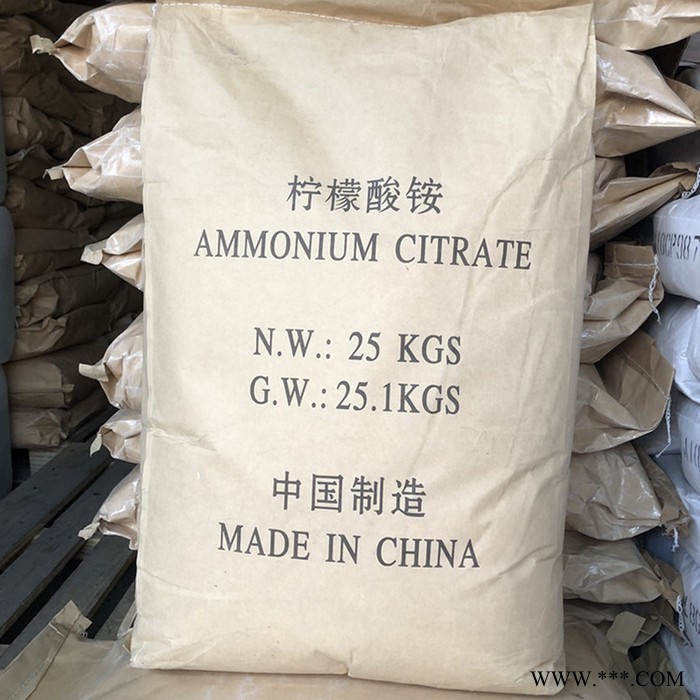 柠檬酸铵
AMMONIUM CITRATE
N.W.: 25 KGS
G.W.:25.1KGS
中国制造
MADE IN CHINA
WWW.***.COM